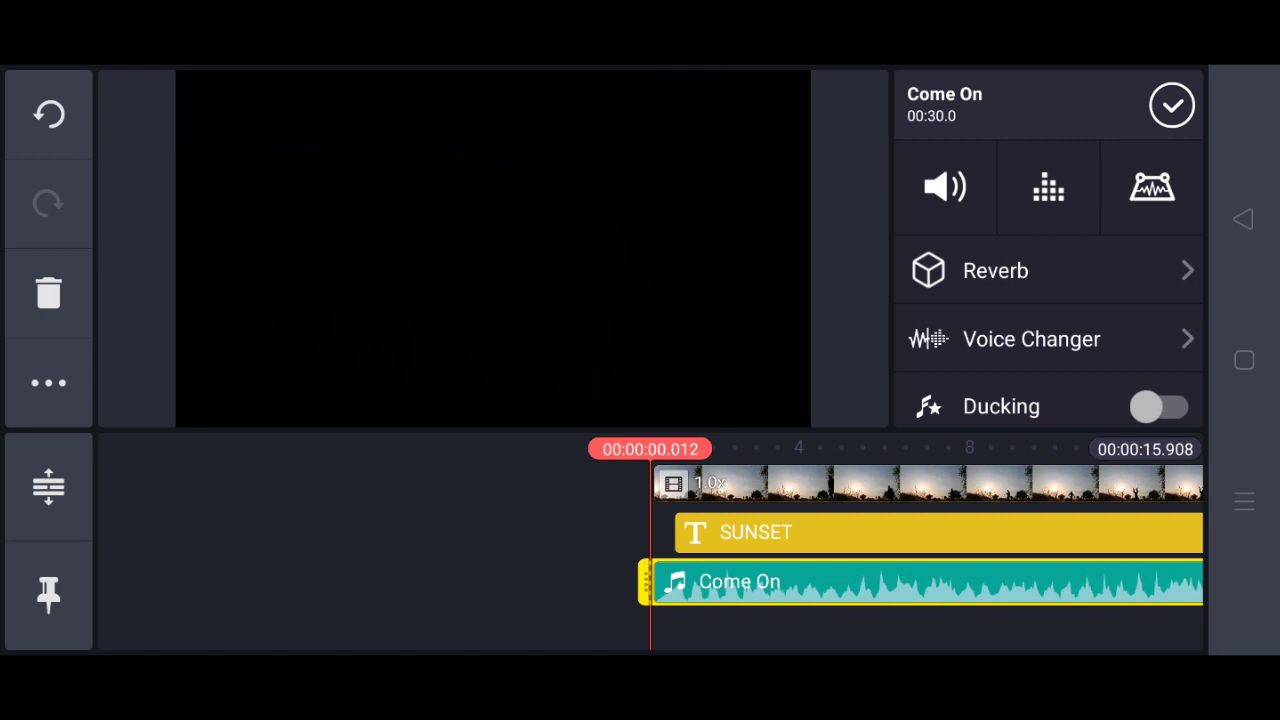 Come On
00:30.0
Reverb
Voice Changer
Ducking
00:00:00.012
4
8
00:00:15.908
1.0x
T SUNSET
Come On